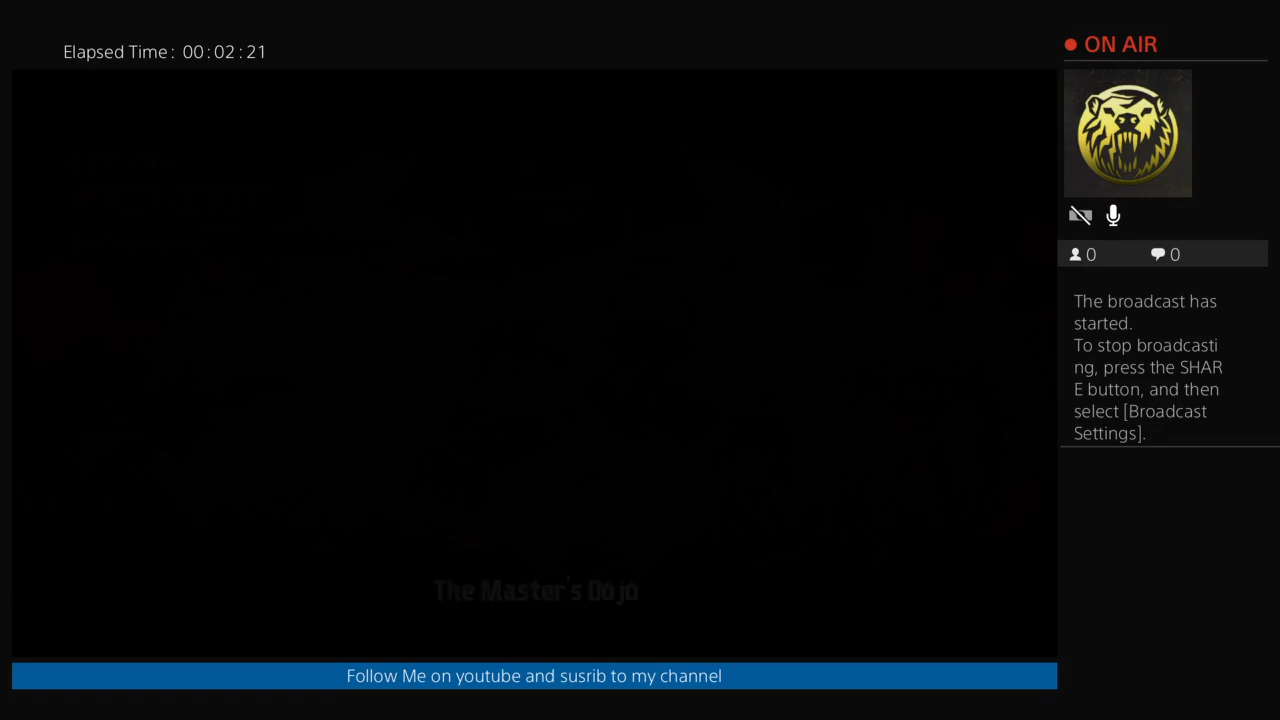 Elapsed Time: 00:02:21
ON AIR
0 0
The broadcast has
started.
To stop broadcasti
ng, press the SHAR
E button, and then
select [Broadcast
Settings].
The Master's Dojo
Follow Me on youtube and susrib to my channel